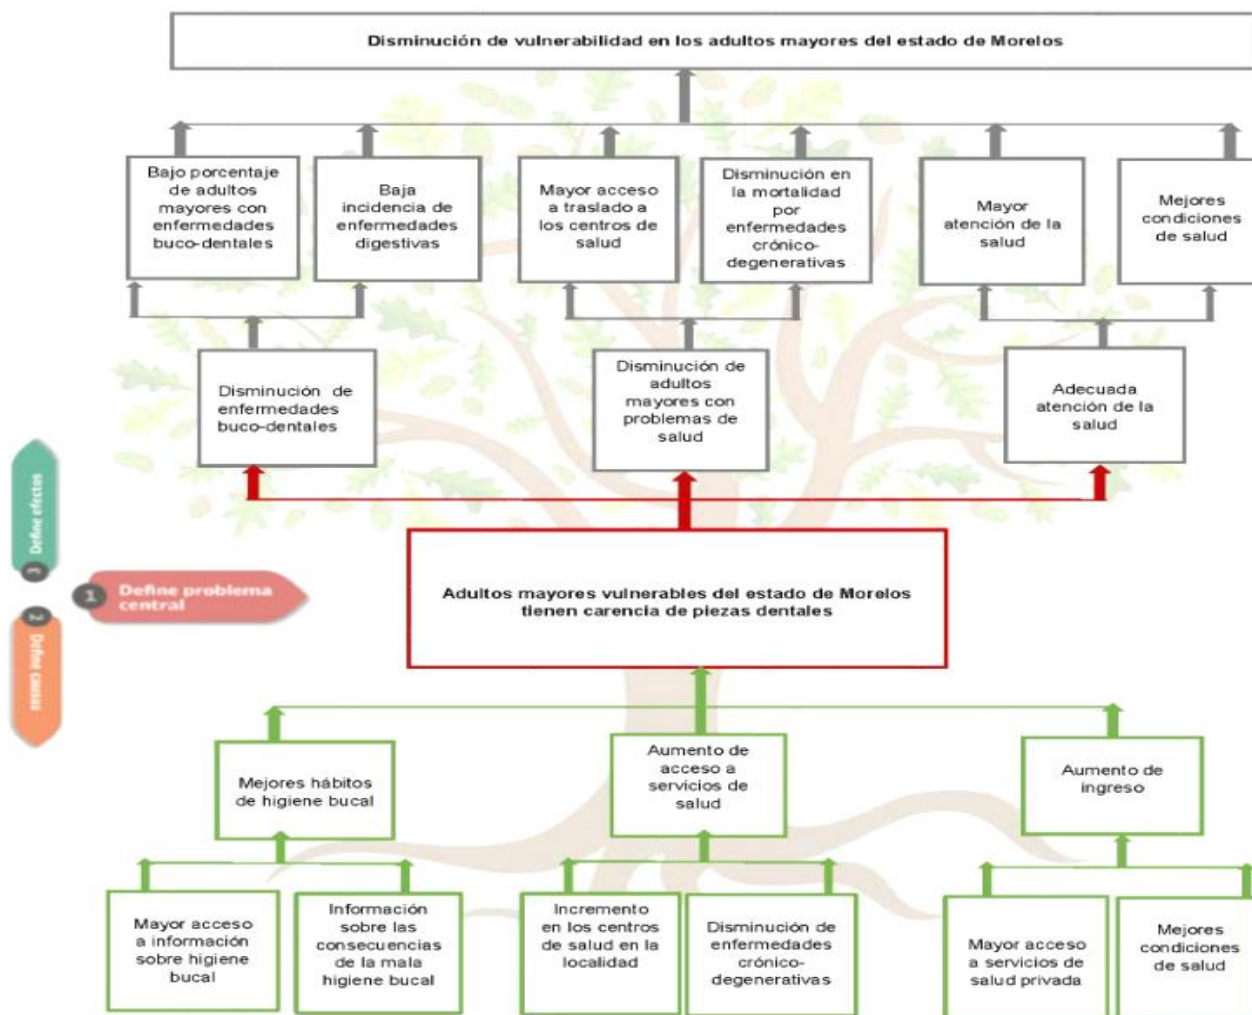 Disminución de vulnerabilidad en los adultos mayores del estado de Morelos
Bajo porcentaje
de adultos
mayores con
enfermedades
buco-dentales
Baja
incidencia de
enfermedades
digestivas
Mayor acceso
a traslado a
los centros de
salud
Disminución en
la mortalidad
por
enfermedades
crónico-
degenerativas
Mayor
atención de la
salud
Mejores
condiciones
de salud
Disminución de
enfermedades
buco-dentales
Disminución de
adultos
mayores con
problemas de
salud
Adecuada
atención de la
salud
Define efectos
3
1
Define problema
central
2
Define causas
Adultos mayores vulnerables del estado de Morelos
tienen carencia de piezas dentales
Mejores hábitos
de higiene bucal
Aumento de
acceso a
servicios de
salud
Aumento de
ingreso
Mayor acceso
a información
sobre higiene
bucal
Información
sobre las
consecuencias
de la mala
higiene bucal
Incremento
en los centros
de salud en la
localidad
Disminución de
enfermedades
crónico-
degenerativas
Mayor acceso
a servicios de
salud privada
Mejores
condiciones
de salud